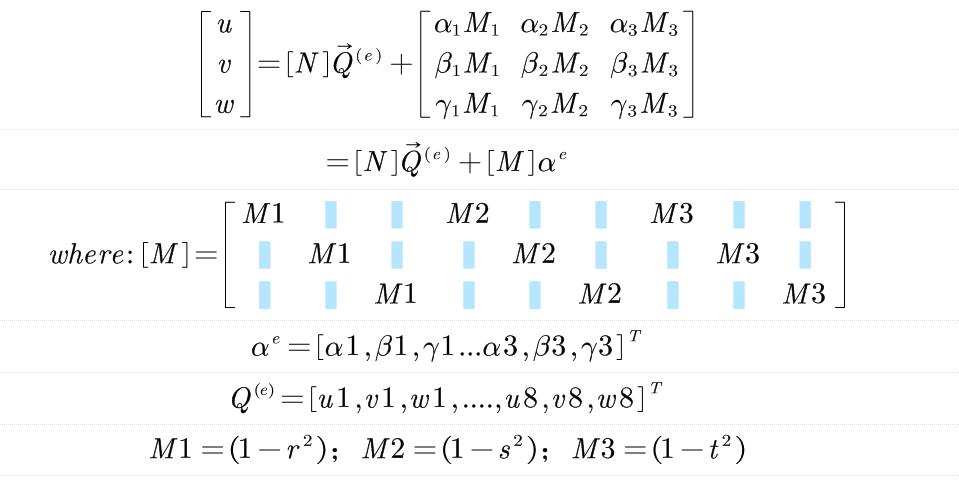 [u v w] = [N]Q⃗⁽ᵉ⁾ + [α₁M₁ α₂M₂ α₃M₃
β₁M₁ β₂M₂ β₃M₃
γ₁M₁ γ₂M₂ γ₃M₃]
=[N]Q⃗⁽ᵉ⁾+[M]αᵉ
M1 M2 M3
where:[M]= M1 M2 M3
M1 M2 M3
αᵉ=[α1,β1,γ1...α3,β3,γ3]ᵀ
Q⁽ᵉ⁾=[u1,v1,w1,....,u8,v8,w8]ᵀ
M1=(1−r²); M2=(1−s²); M3=(1−t²)